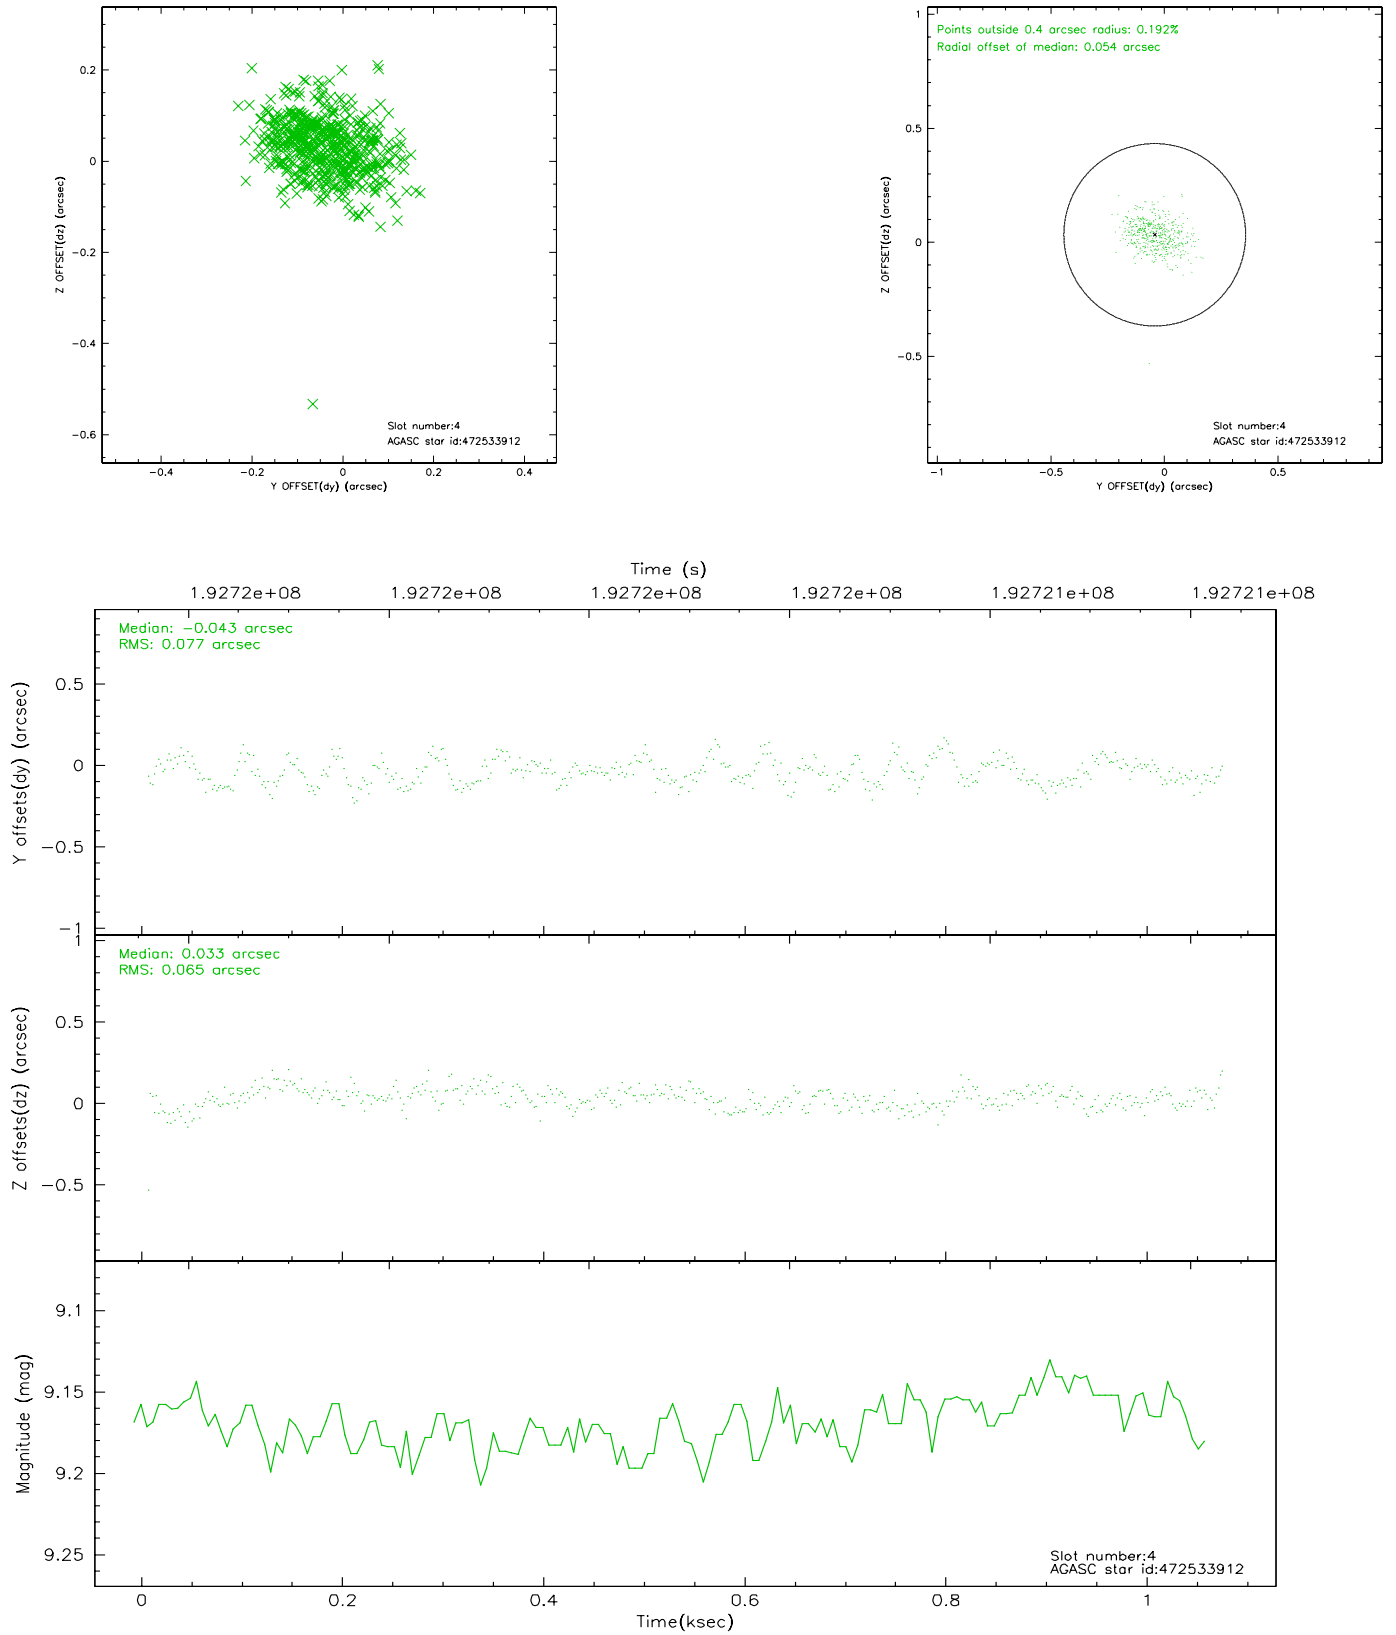 0.2
0
−0.2
−0.4
−0.6
Z OFFSET(dz) (arcsec)
Slot number:4
AGASC star id:472533912
−0.4
−0.2
0
0.2
0.4
Y OFFSET(dy) (arcsec)
Points outside 0.4 arcsec radius: 0.192%
Radial offset of median: 0.054 arcsec
1
0.5
0
−0.5
Z OFFSET(dz) (arcsec)
Slot number:4
AGASC star id:472533912
−1
−0.5
0
0.5
Y OFFSET(dy) (arcsec)
Time (s)
1.9272e+08
1.9272e+08
1.9272e+08
1.9272e+08
1.92721e+08
1.92721e+08
Median: −0.043 arcsec
RMS: 0.077 arcsec
0.5
0
−0.5
−1
Y offsets(dy) (arcsec)
Median: 0.033 arcsec
RMS: 0.065 arcsec
1
0.5
0
−0.5
Z offsets(dz) (arcsec)
9.1
9.15
9.2
9.25
Magnitude (mag)
Slot number:4
AGASC star id:472533912
0
0.2
0.4
0.6
0.8
1
Time(ksec)